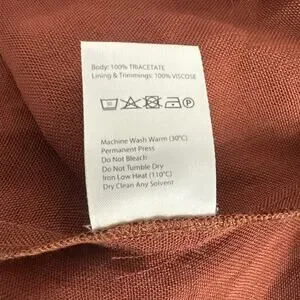 Body: 100% TRIACETATE
Lining & Trimmings: 100% VISCOSE
Machine Wash Warm (30°C)
Permanent Press
Do Not Bleach
Do Not Tumble Dry
Iron Low Heat (110°C)
Dry Clean Any Solvent